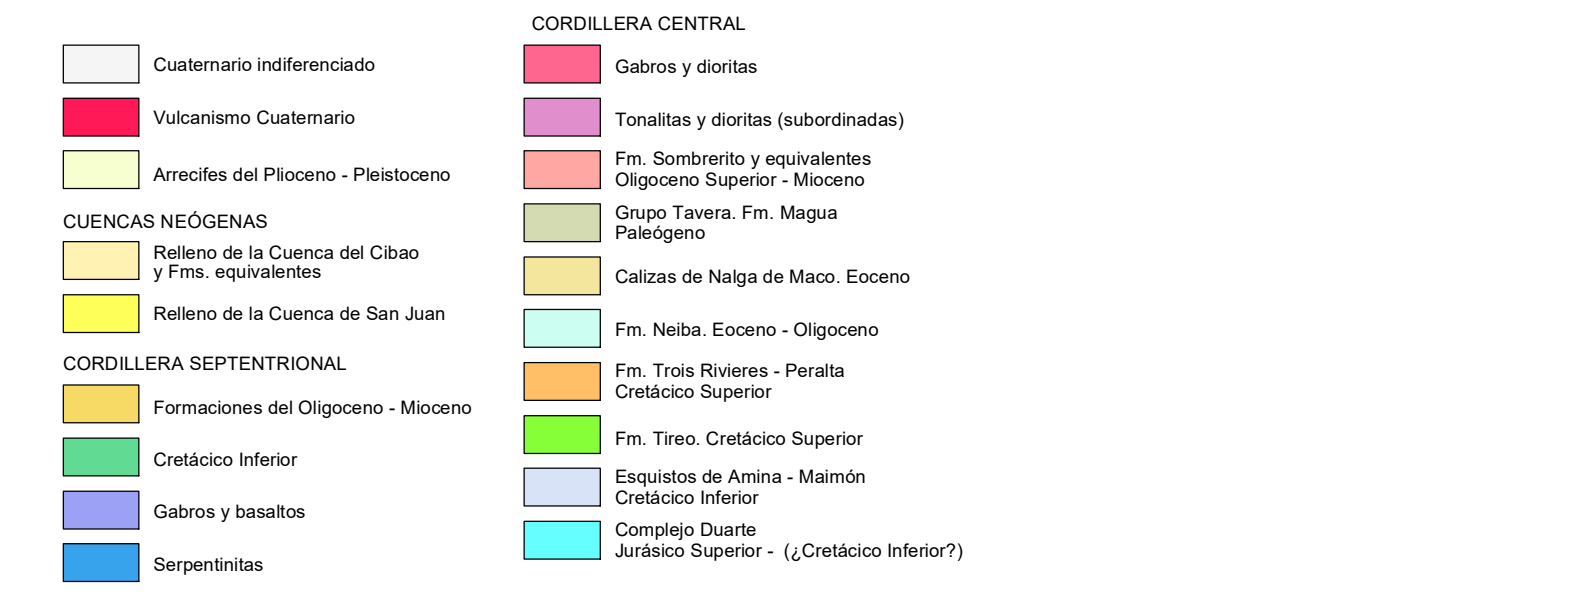 Cuaternario indiferenciado
Vulcanismo Cuaternario
Arrecifes del Plioceno - Pleistoceno
CUENCAS NEÓGENAS
Relleno de la Cuenca del Cibao
y Fms. equivalentes
Relleno de la Cuenca de San Juan
CORDILLERA SEPTENTRIONAL
Formaciones del Oligoceno - Mioceno
Cretácico Inferior
Gabros y basaltos
Serpentinitas
CORDILLERA CENTRAL
Gabros y dioritas
Tonalitas y dioritas (subordinadas)
Fm. Sombrerito y equivalentes
Oligoceno Superior - Mioceno
Grupo Tavera. Fm. Magua
Paleógeno
Calizas de Nalga de Maco. Eoceno
Fm. Neiba. Eoceno - Oligoceno
Fm. Trois Rivieres - Peralta
Cretácico Superior
Fm. Tireo. Cretácico Superior
Esquistos de Amina - Maimón
Cretácico Inferior
Complejo Duarte
Jurásico Superior -  (¿Cretácico Inferior?)